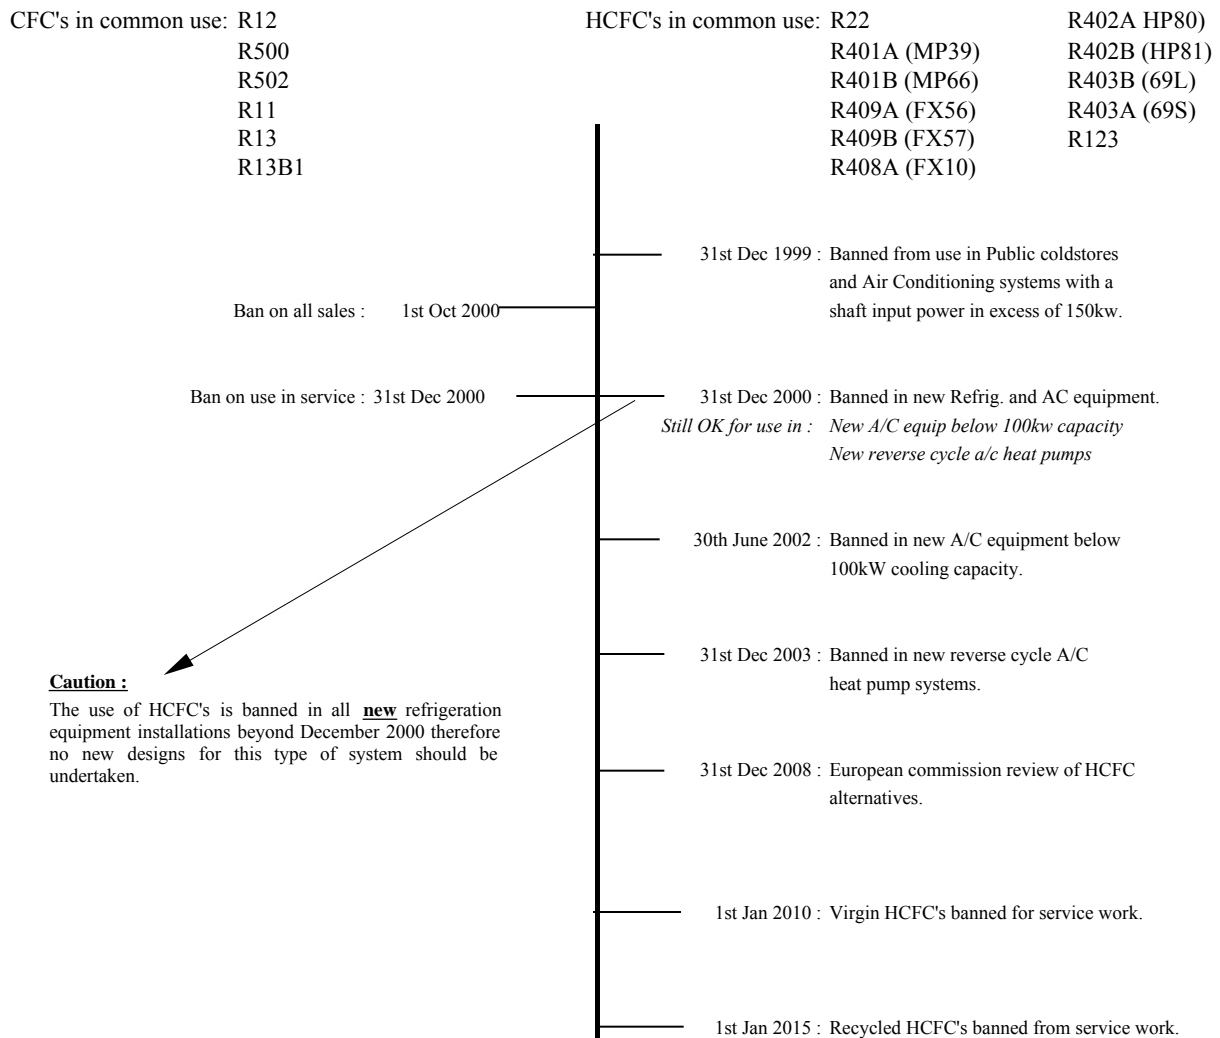 CFC's in common use: R12
R500
R502
R11
R13
R13B1
HCFC's in common use: R22
R401A (MP39)
R401B (MP66)
R409A (FX56)
R409B (FX57)
R408A (FX10)
R402A HP80)
R402B (HP81)
R403B (69L)
R403A (69S)
R123
31st Dec 1999 : Banned from use in Public coldstores
and Air Conditioning systems with a
shaft input power in excess of 150kw.
Ban on all sales : 1st Oct 2000
Ban on use in service : 31st Dec 2000
31st Dec 2000 : Banned in new Refrig. and AC equipment.
Still OK for use in : New A/C equip below 100kw capacity
New reverse cycle a/c heat pumps
30th June 2002 : Banned in new A/C equipment below
100kW cooling capacity.
31st Dec 2003 : Banned in new reverse cycle A/C
heat pump systems.
Caution :
The use of HCFC's is banned in all new refrigeration
equipment installations beyond December 2000 therefore
no new designs for this type of system should be
undertaken.
31st Dec 2008 : European commission review of HCFC
alternatives.
1st Jan 2010 : Virgin HCFC's banned for service work.
1st Jan 2015 : Recycled HCFC's banned from service work.